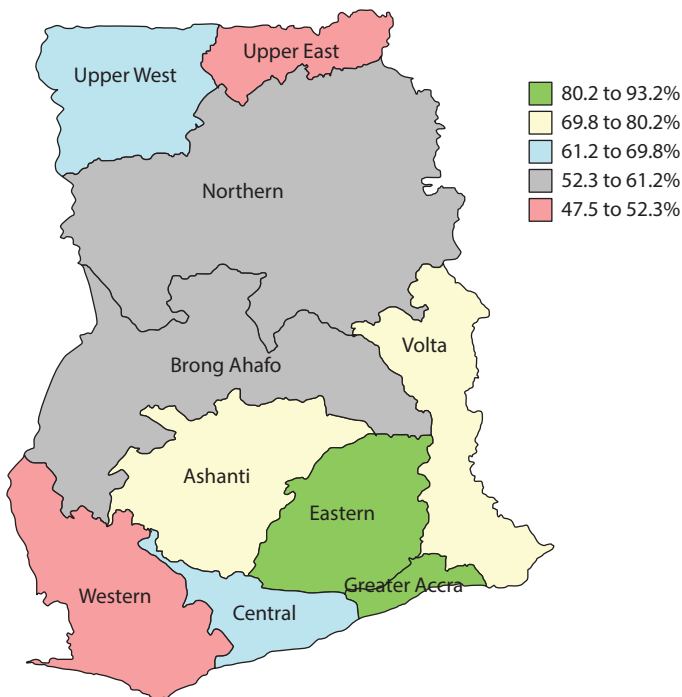 Upper East
Upper West
80.2 to 93.2%
69.8 to 80.2%
61.2 to 69.8%
52.3 to 61.2%
47.5 to 52.3%
Northern
Volta
Brong Ahafo
Ashanti
Eastern
Greater Accra
Western
Central